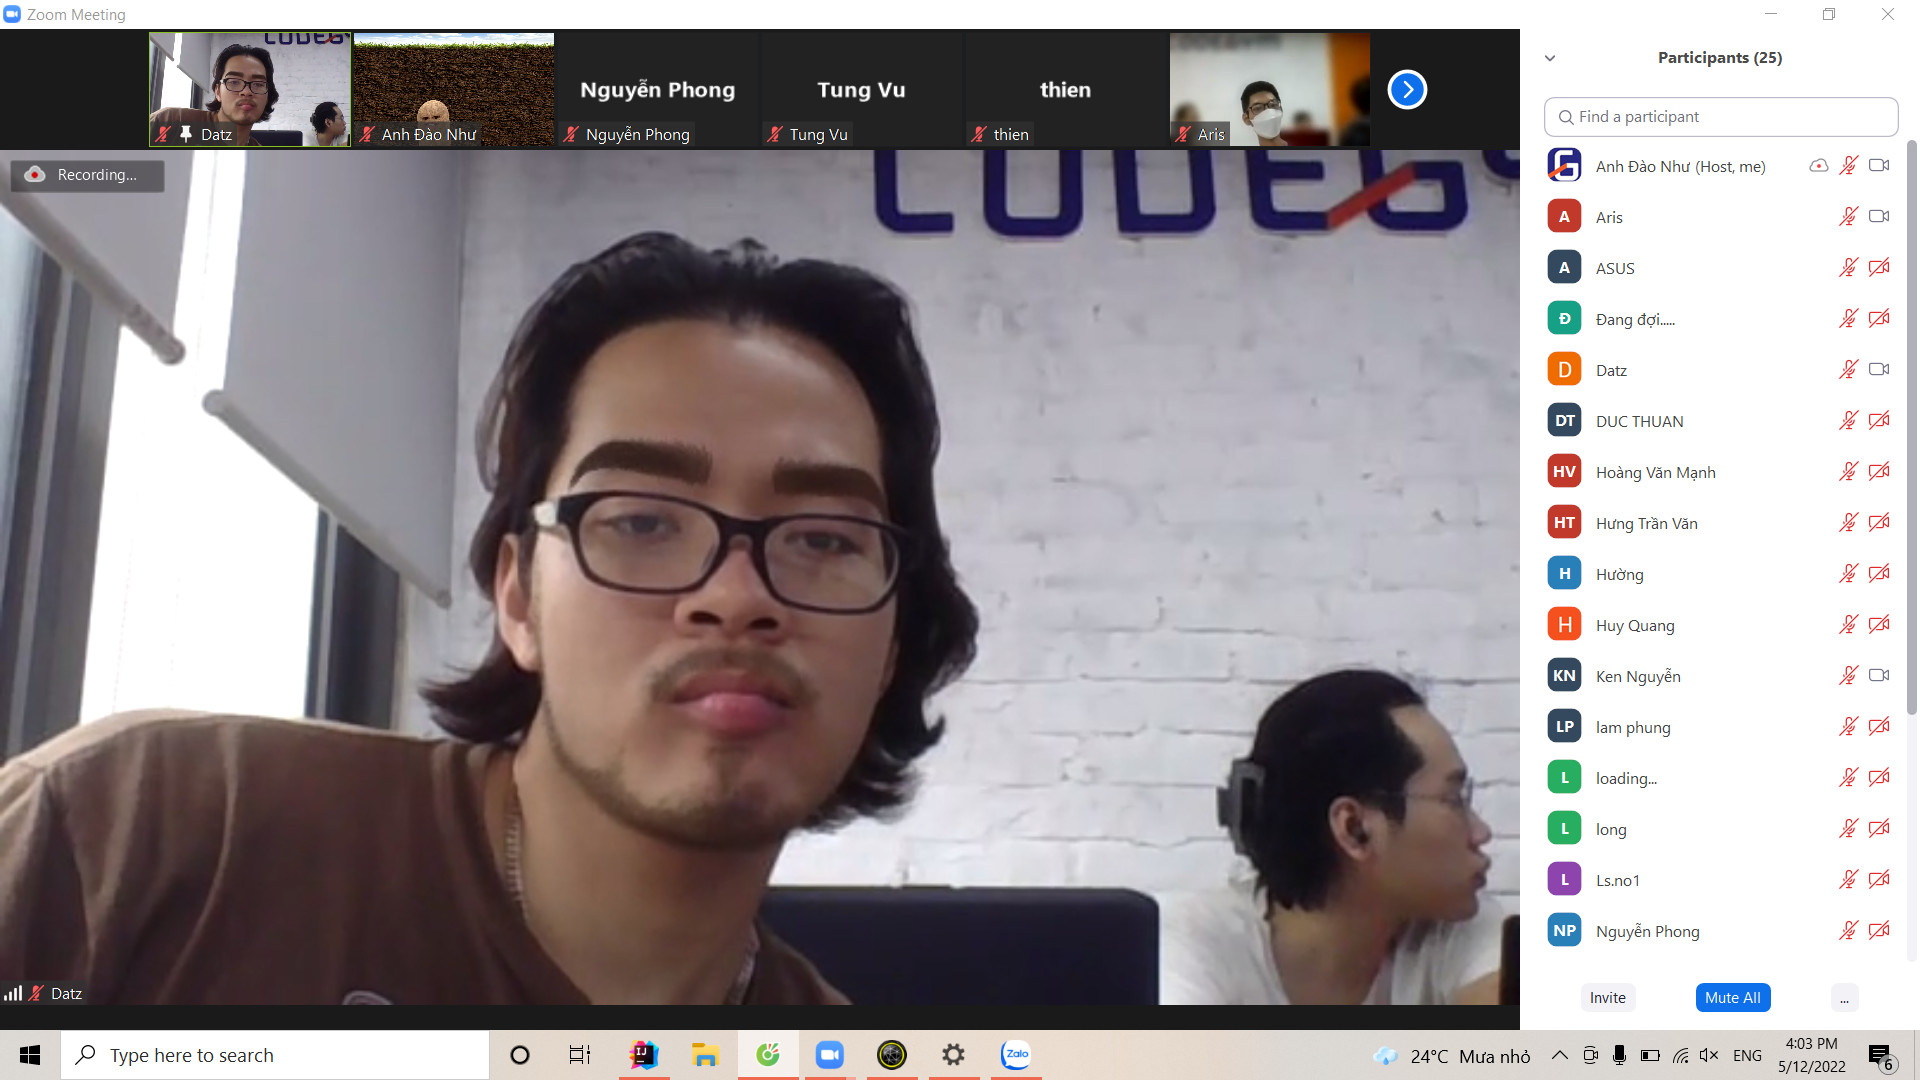 Zoom Meeting
Datz
Anh Đào Như
Nguyễn Phong
Nguyễn Phong
Tung Vu
Tung Vu
thien
thien
Aris
Recording...
CODEG
Datz
Participants (25)
Find a participant
Anh Đào Như (Host, me)
A Aris
A ASUS
Đ Đang đợi.....
D Datz
DT DUC THUAN
HV Hoàng Văn Mạnh
HT Hưng Trần Văn
H Hường
H Huy Quang
KN Ken Nguyễn
LP lam phung
L loading...
L long
L Ls.no1
NP Nguyễn Phong
Invite
Mute All
...
Type here to search
IJ
Zalo
24°C Mưa nhỏ
ENG
4:03 PM
5/12/2022
6